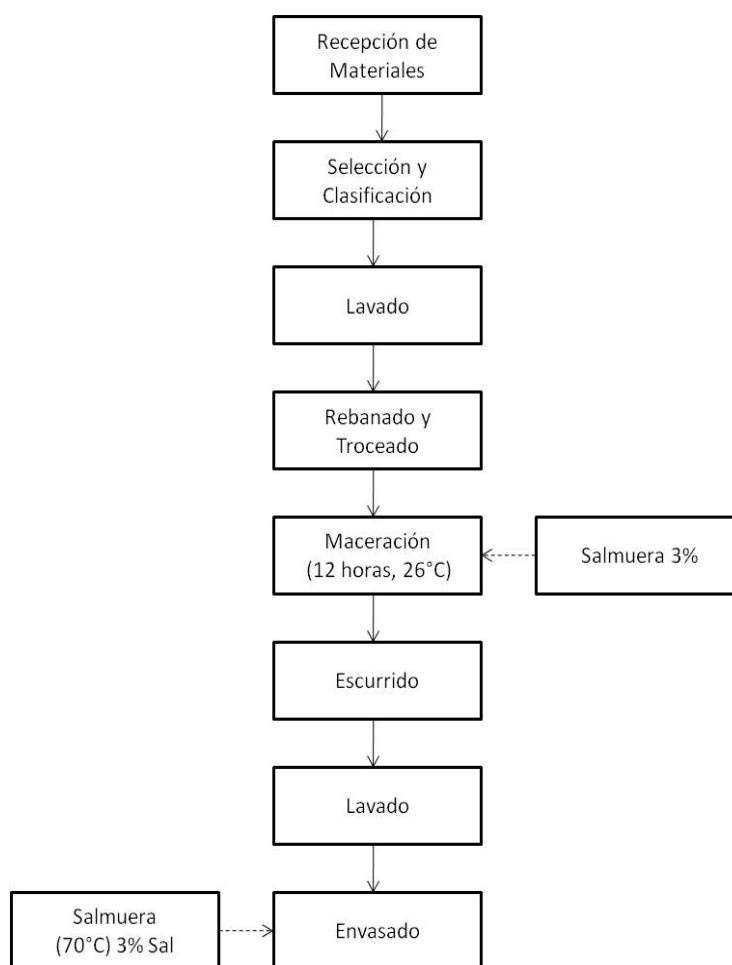 Recepción de
Materiales
Selección y
Clasificación
Lavado
Rebanado y
Troceado
Maceración
(12 horas, 26°C)
Salmuera 3%
Escurrido
Lavado
Salmuera
(70°C) 3% Sal
Envasado